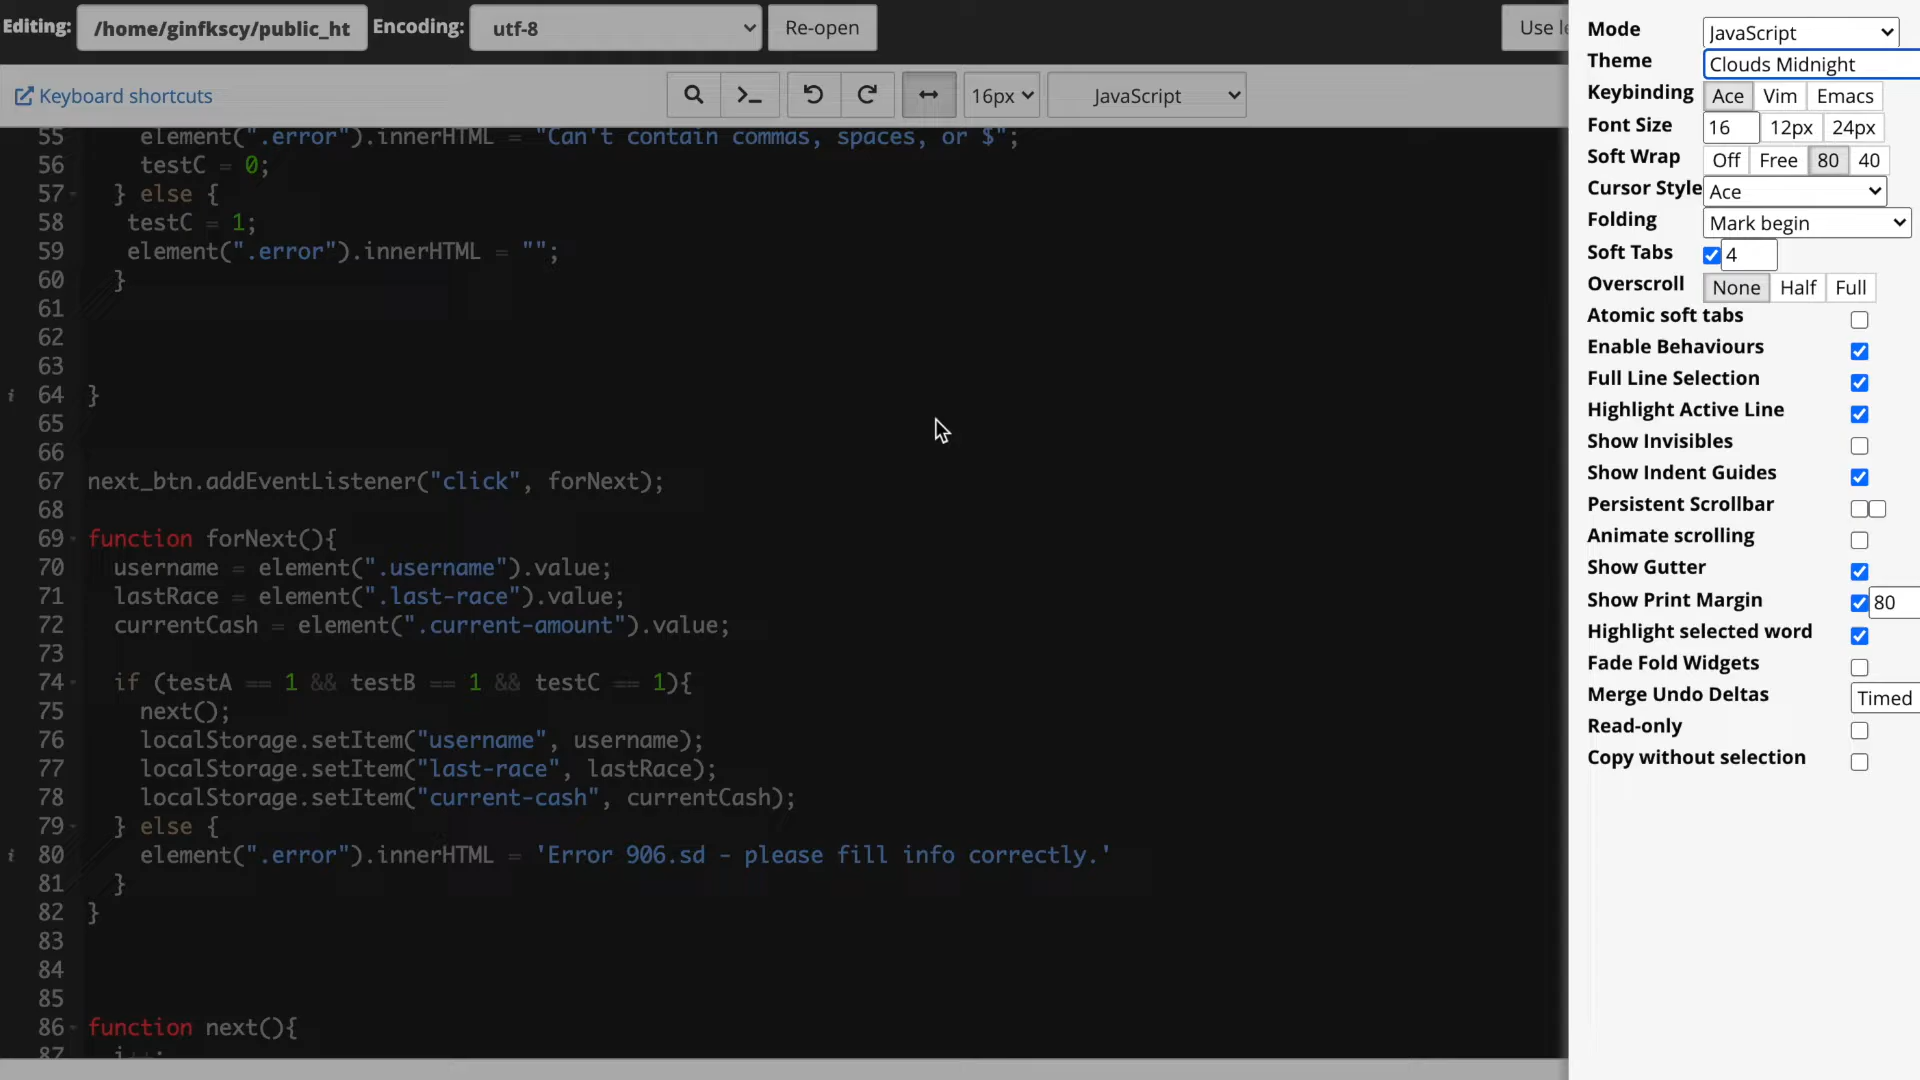 Editing: /home/ginfkscy/public_ht Encoding: utf-8 Re-open Use le
Keyboard shortcuts 16px JavaScript
55 element(".error").innerHTML = "Can't contain commas, spaces, or $";
56 testC = 0;
57 } else {
58 testC = 1;
59 element(".error").innerHTML = "";
60 }
61
62
63
64 }
65
66
67 next_btn.addEventListener("click", forNext);
68
69 function forNext(){
70 username = element(".username").value;
71 lastRace = element(".last-race").value;
72 currentCash = element(".current-amount").value;
73
74 if (testA == 1 && testB == 1 && testC == 1){
75 next();
76 localStorage.setItem("username", username);
77 localStorage.setItem("last-race", lastRace);
78 localStorage.setItem("current-cash", currentCash);
79 } else {
80 element(".error").innerHTML = 'Error 906.sd - please fill info correctly.'
81 }
82 }
83
84
85
86 function next(){
87 i++;
Mode JavaScript
Theme Clouds Midnight
Keybinding Ace Vim Emacs
Font Size 16 12px 24px
Soft Wrap Off Free 80 40
Cursor Style Ace
Folding Mark begin
Soft Tabs 4
Overscroll None Half Full
Atomic soft tabs
Enable Behaviours
Full Line Selection
Highlight Active Line
Show Invisibles
Show Indent Guides
Persistent Scrollbar
Animate scrolling
Show Gutter
Show Print Margin 80
Highlight selected word
Fade Fold Widgets
Merge Undo Deltas Timed
Read-only
Copy without selection